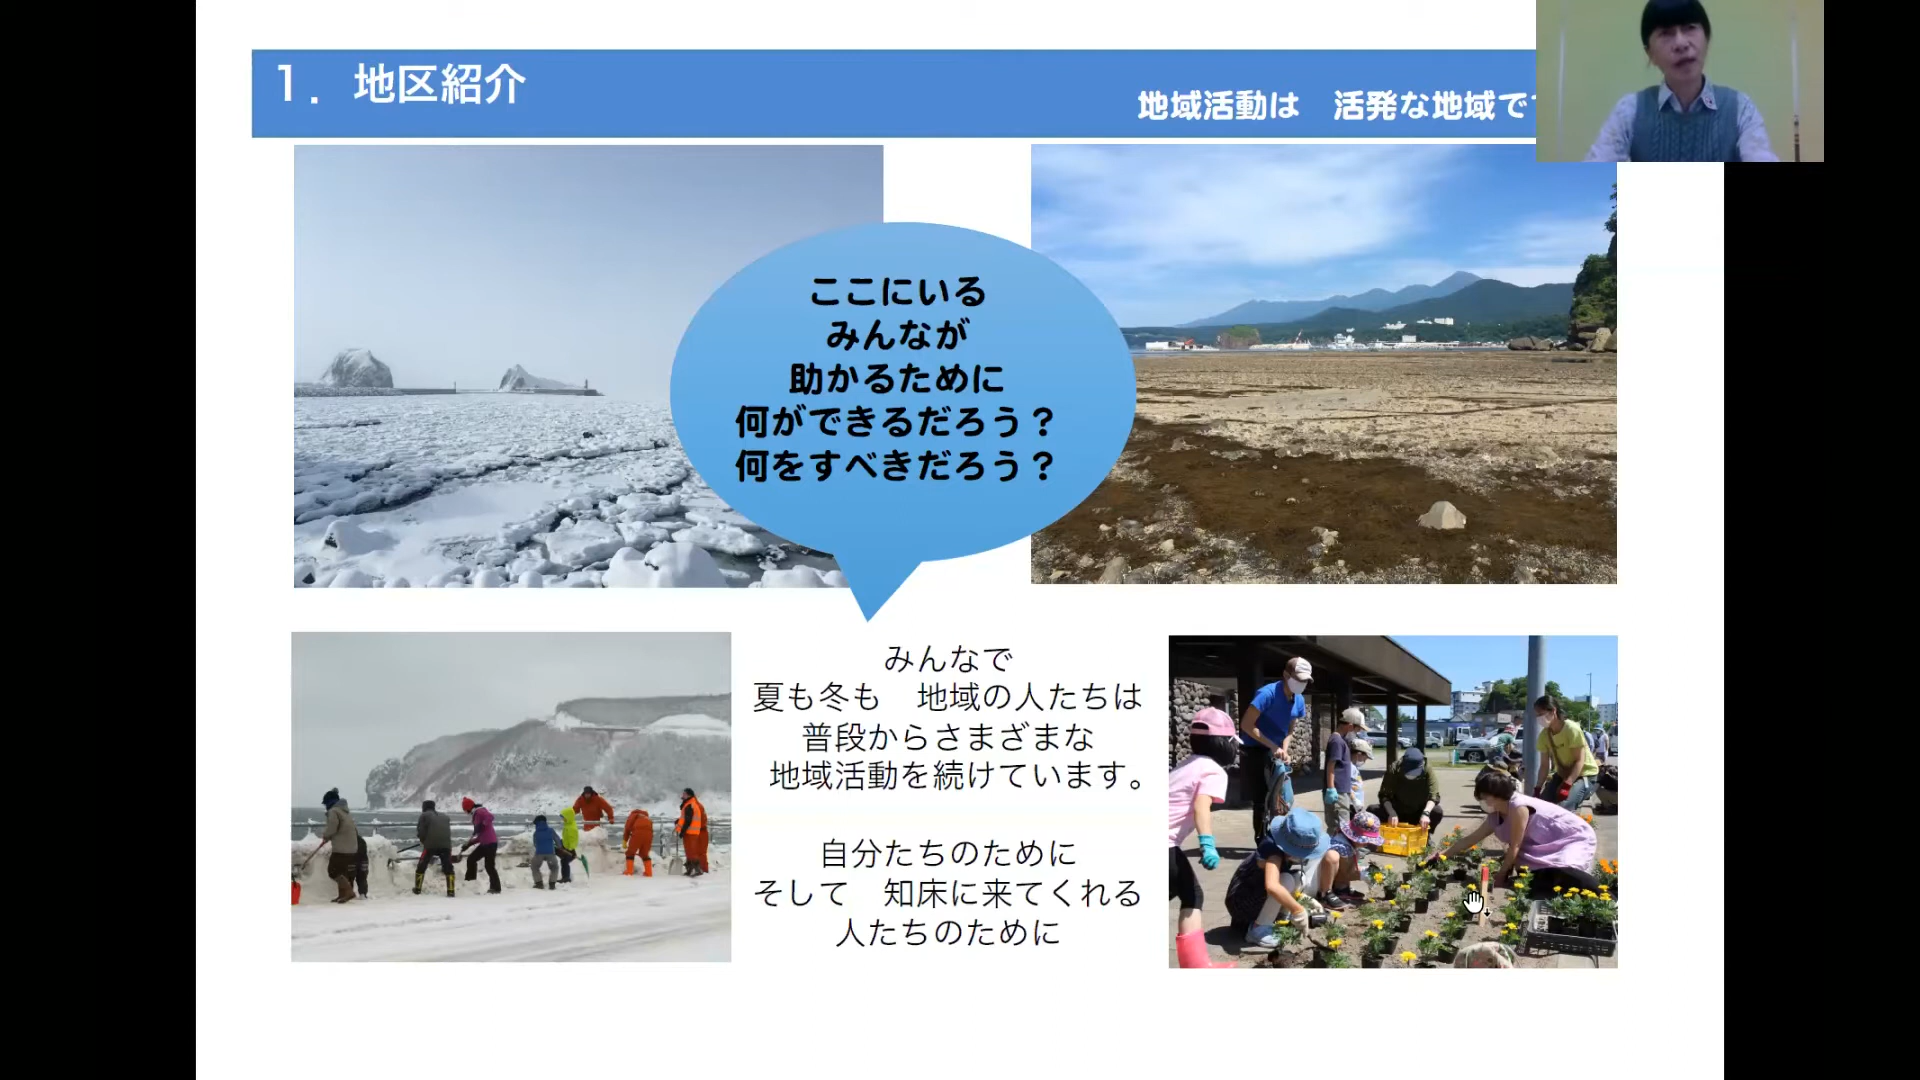 １．地区紹介
地域活動は　活発な地域で
ここにいる
みんなが
助かるために
何ができるだろう？
何をすべきだろう？
みんなで
夏も冬も　地域の人たちは
普段からさまざまな
地域活動を続けています。
自分たちのために
そして　知床に来てくれる
人たちのために